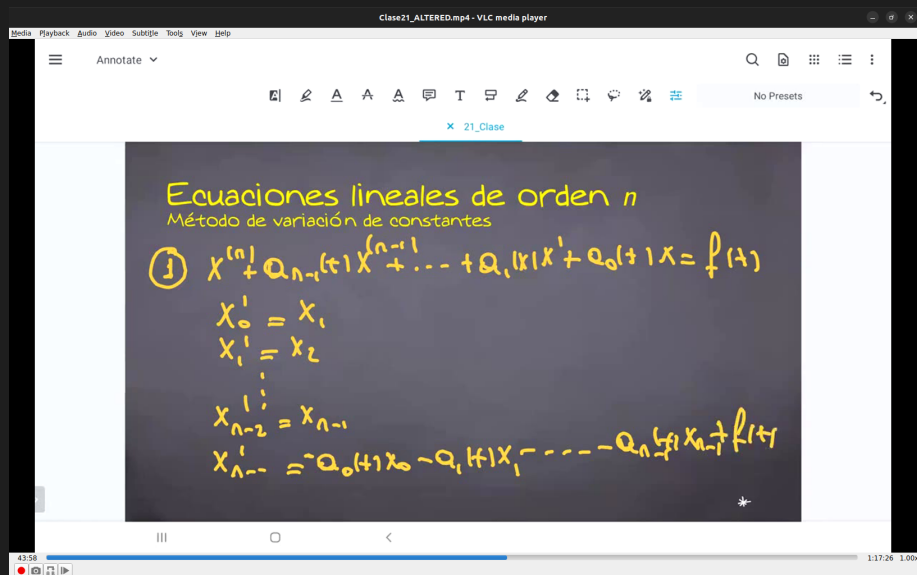 Clase21_ALTERED.mp4 - VLC media player
Media Playback Audio Video Subtitle Tools View Help
Annotate
No Presets
× 21_Clase
Ecuaciones lineales de orden n
Método de variación de constantes
① x^(n) + a_{n-1}(t)x^(n-1) + ... + a_1(x)x' + a_0(t)x = f(t)
x_0' = x_1
x_1' = x_2
⋮
x_{n-2}' = x_{n-1}
x_{n--}' = -a_0(t)x_0 - a_1(t)x_1 - ---- - a_{n-1}(t)x_{n-1} + f(t)
43:58 1:17:26 1.00x